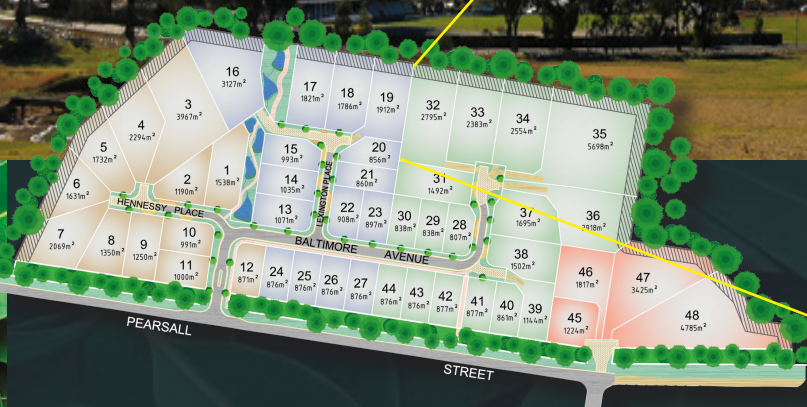 16
3127m²
3
3967m²
4
2294m²
5
1732m²
6
1631m²
7
2069m²
2
1190m²
1
1538m²
HENNESSY PLACE
8
1350m²
9
1250m²
10
991m²
11
1000m²
17
1821m²
18
1786m²
19
1912m²
15
993m²
14
1035m²
13
1071m²
LEXINGTON PLACE
20
856m²
21
860m²
22
908m²
23
897m²
32
2795m²
33
2383m²
34
2554m²
35
5698m²
31
1492m²
30
838m²
29
838m²
28
807m²
37
1695m²
36
2818m²
38
1502m²
BALTIMORE AVENUE
12
871m²
24
876m²
25
876m²
26
876m²
27
876m²
44
876m²
43
876m²
42
877m²
41
877m²
40
861m²
39
1144m²
46
1817m²
45
1224m²
47
3425m²
48
4785m²
PEARSALL
STREET